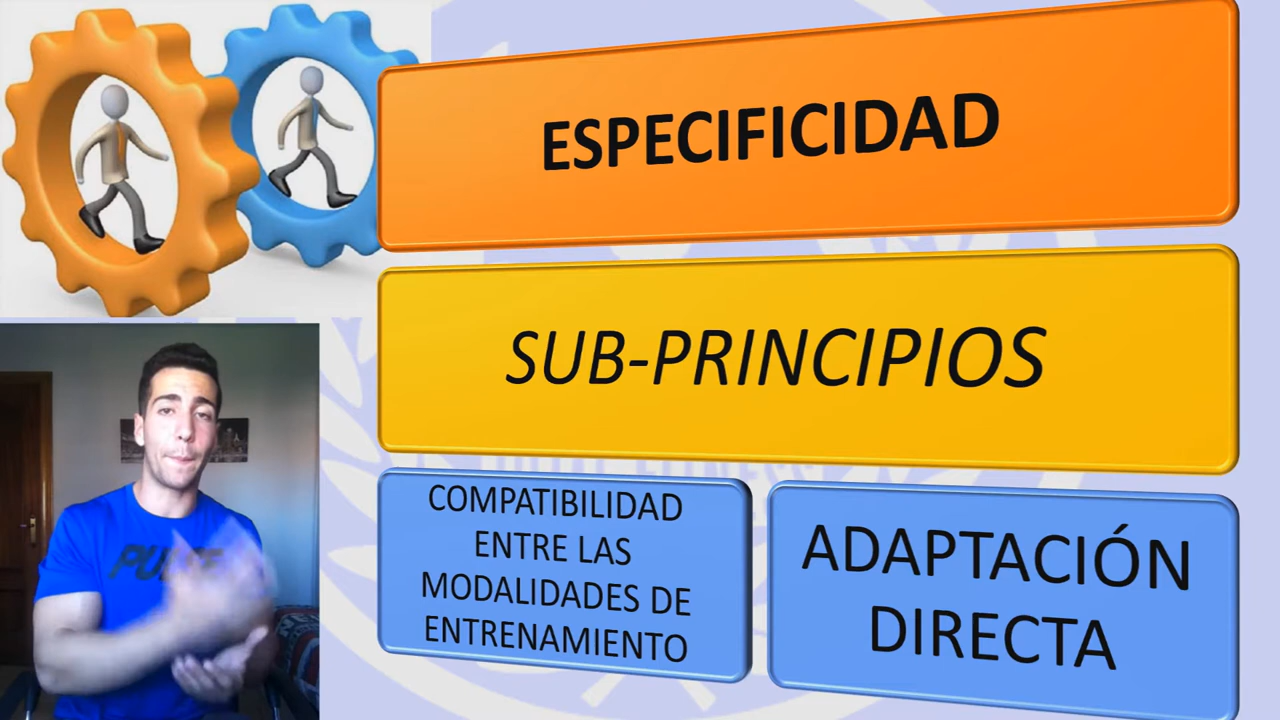 ESPECIFICIDAD
SUB-PRINCIPIOS
COMPATIBILIDAD
ENTRE LAS
MODALIDADES DE
ENTRENAMIENTO
ADAPTACIÓN
DIRECTA